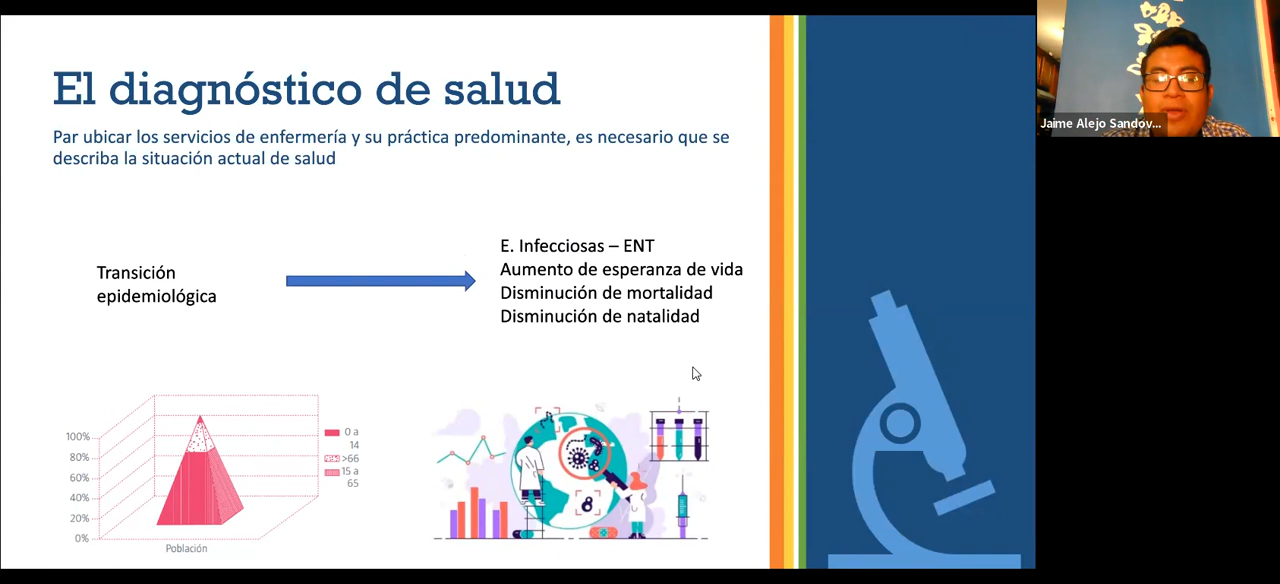 El diagnóstico de salud
Par ubicar los servicios de enfermería y su práctica predominante, es necesario que se
describa la situación actual de salud
Transición
epidemiológica
E. Infecciosas – ENT
Aumento de esperanza de vida
Disminución de mortalidad
Disminución de natalidad
100%
80%
60%
40%
20%
0%
Población
0 a
14
>66
15 a
65
Jaime Alejo Sandov...